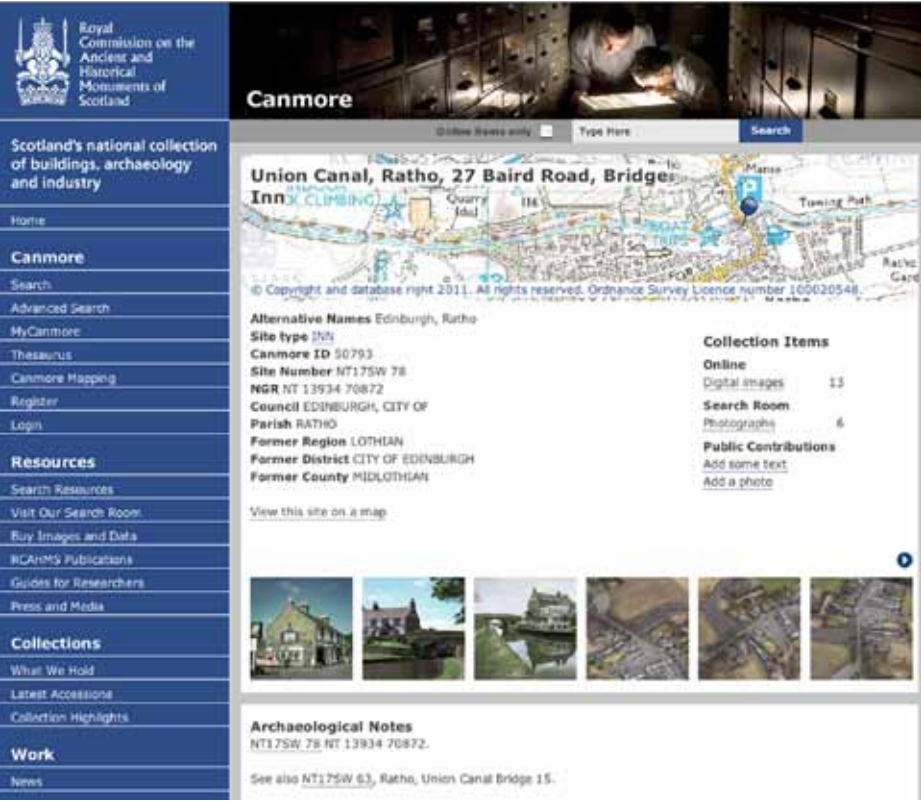 Royal
Commission on the
Ancient and
Historical
Monuments of
Scotland
Canmore
Online items only
Type Here
Search
Scotland's national collection
of buildings, archaeology
and industry
Home
Canmore
Search
Advanced Search
MyCanmore
Thesaurus
Canmore Mapping
Register
Login
Resources
Search Resources
Visit Our Search Room
Buy Images and Data
RCAHMS Publications
Guides for Researchers
Press and Media
Collections
What We Hold
Latest Accessions
Collection Highlights
Work
News
Union Canal, Ratho, 27 Baird Road, Bridge
Inn
CLIMBING
Quarry
(dis)
BOAT
TRIPS
Manse
P
Towing Path
Ratho
© Copyright and database right 2011. All rights reserved. Ordnance Survey Licence number 100020548.
Alternative Names Edinburgh, Ratho
Site type INN
Canmore ID 50793
Site Number NT17SW 78
NGR NT 13934 70872
Council EDINBURGH, CITY OF
Parish RATHO
Former Region LOTHIAN
Former District CITY OF EDINBURGH
Former County MIDLOTHIAN
View this site on a map
Collection Items
Online
Digital images 13
Search Room
Photographs 6
Public Contributions
Add some text
Add a photo
Archaeological Notes
NT17SW 78 NT 13934 70872.
See also NT17SW 63, Ratho, Union Canal Bridge 15.